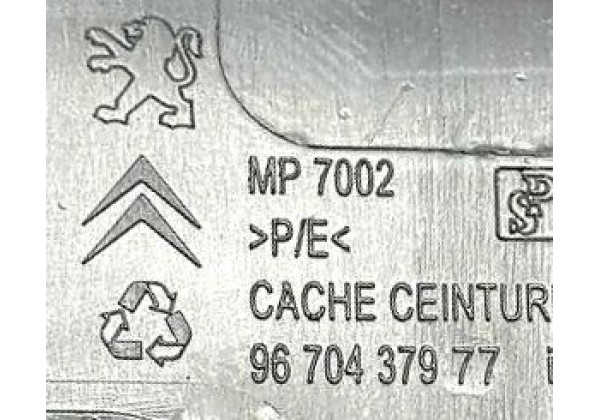 MP 7002
>P/E<
CACHE CEINTUR
96 704 379 77